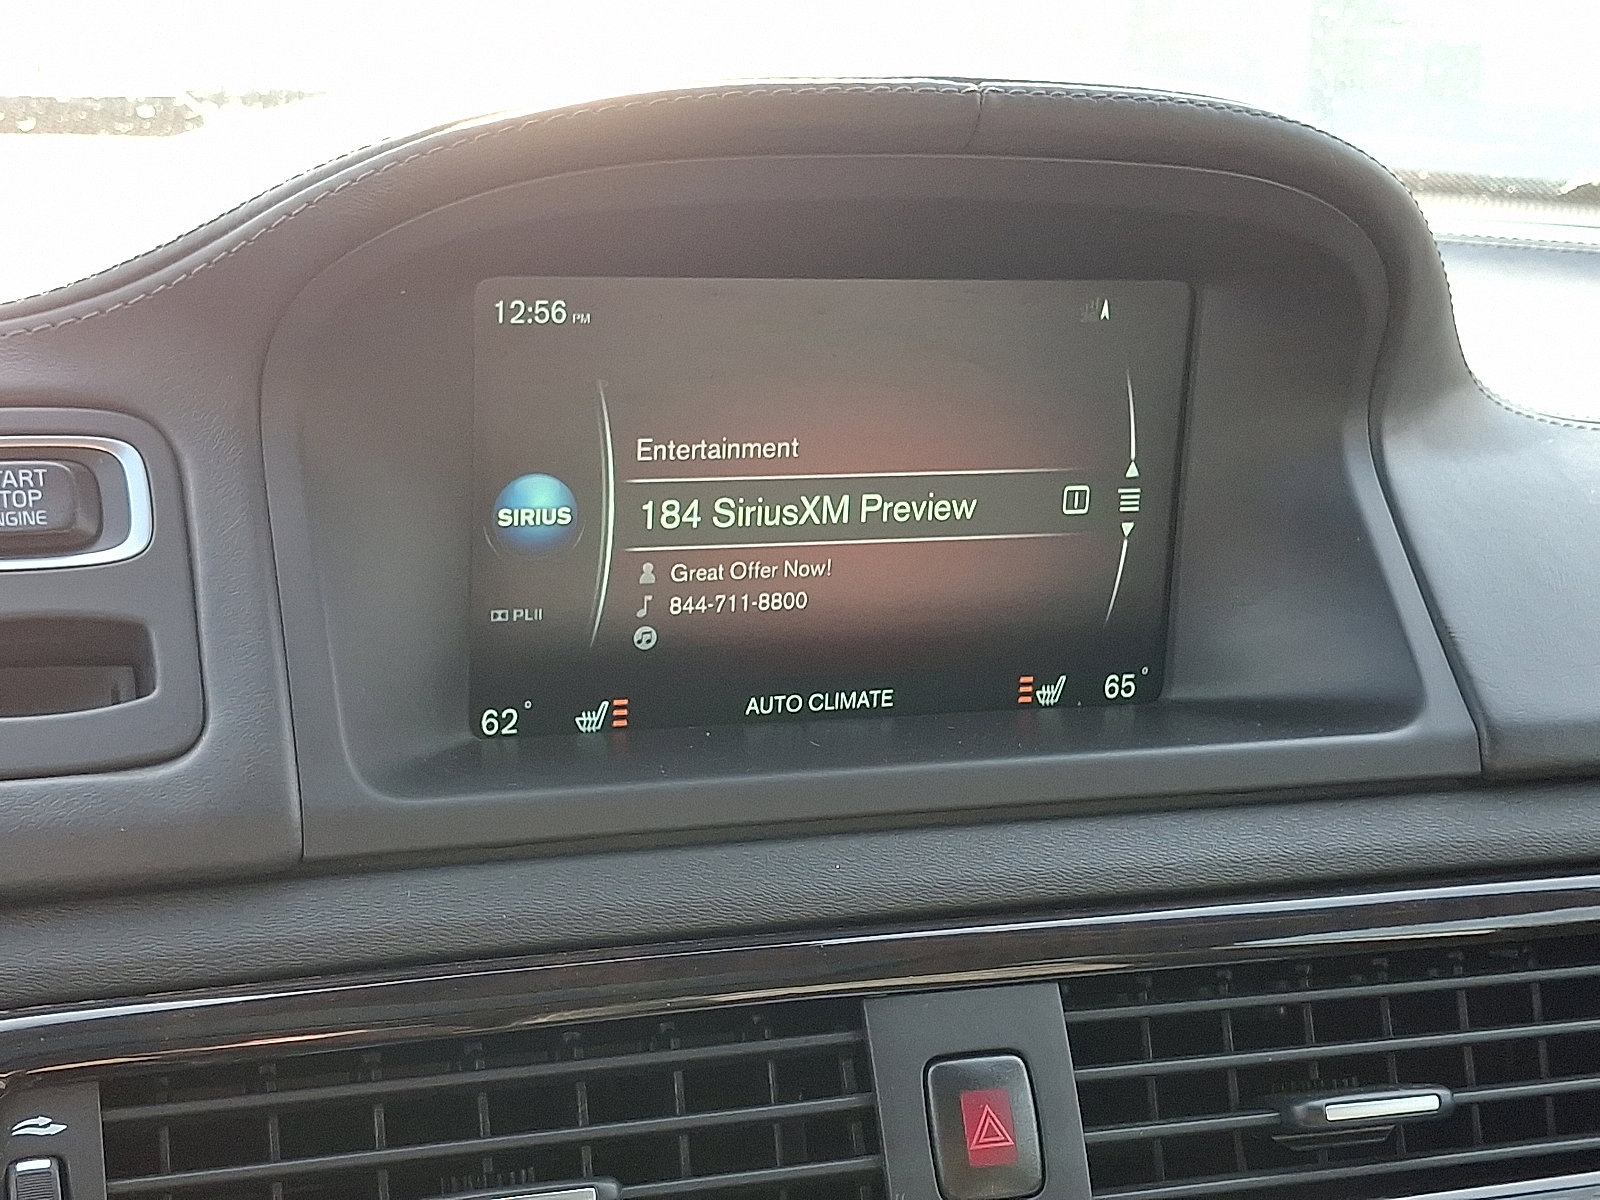 12:56 PM
Entertainment
184 SiriusXM Preview
SIRIUS
Great Offer Now!
844-711-8800
PLII
62°
AUTO CLIMATE
65°
TART
TOP
NGINE